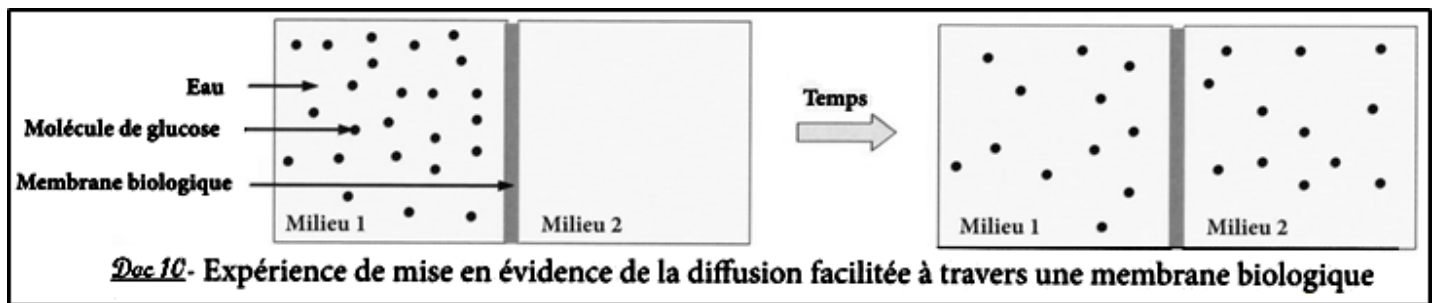 Eau
Molécule de glucose
Membrane biologique
Milieu 1
Milieu 2
Temps
Milieu 1
Milieu 2
Doc 10- Expérience de mise en évidence de la diffusion facilitée à travers une membrane biologique